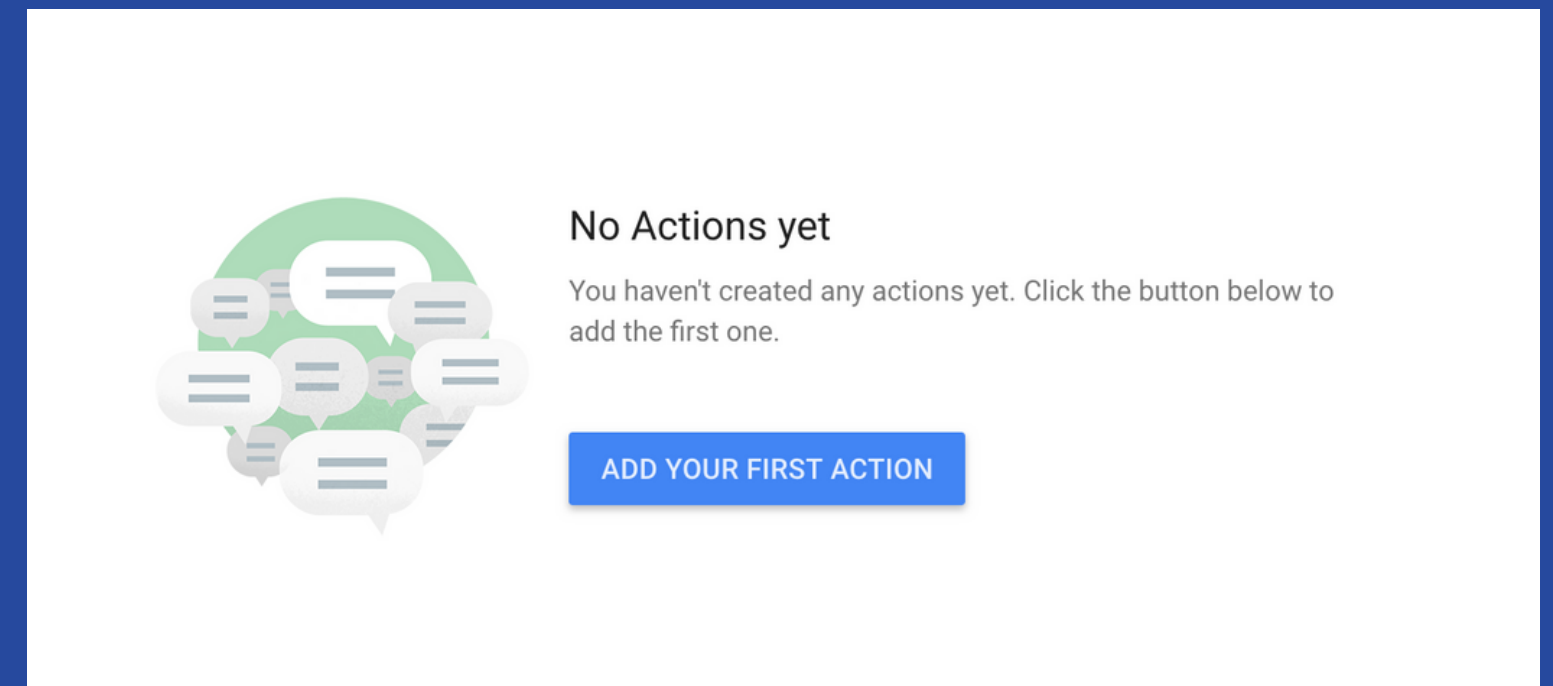 No Actions yet
You haven't created any actions yet. Click the button below to
add the first one.
ADD YOUR FIRST ACTION